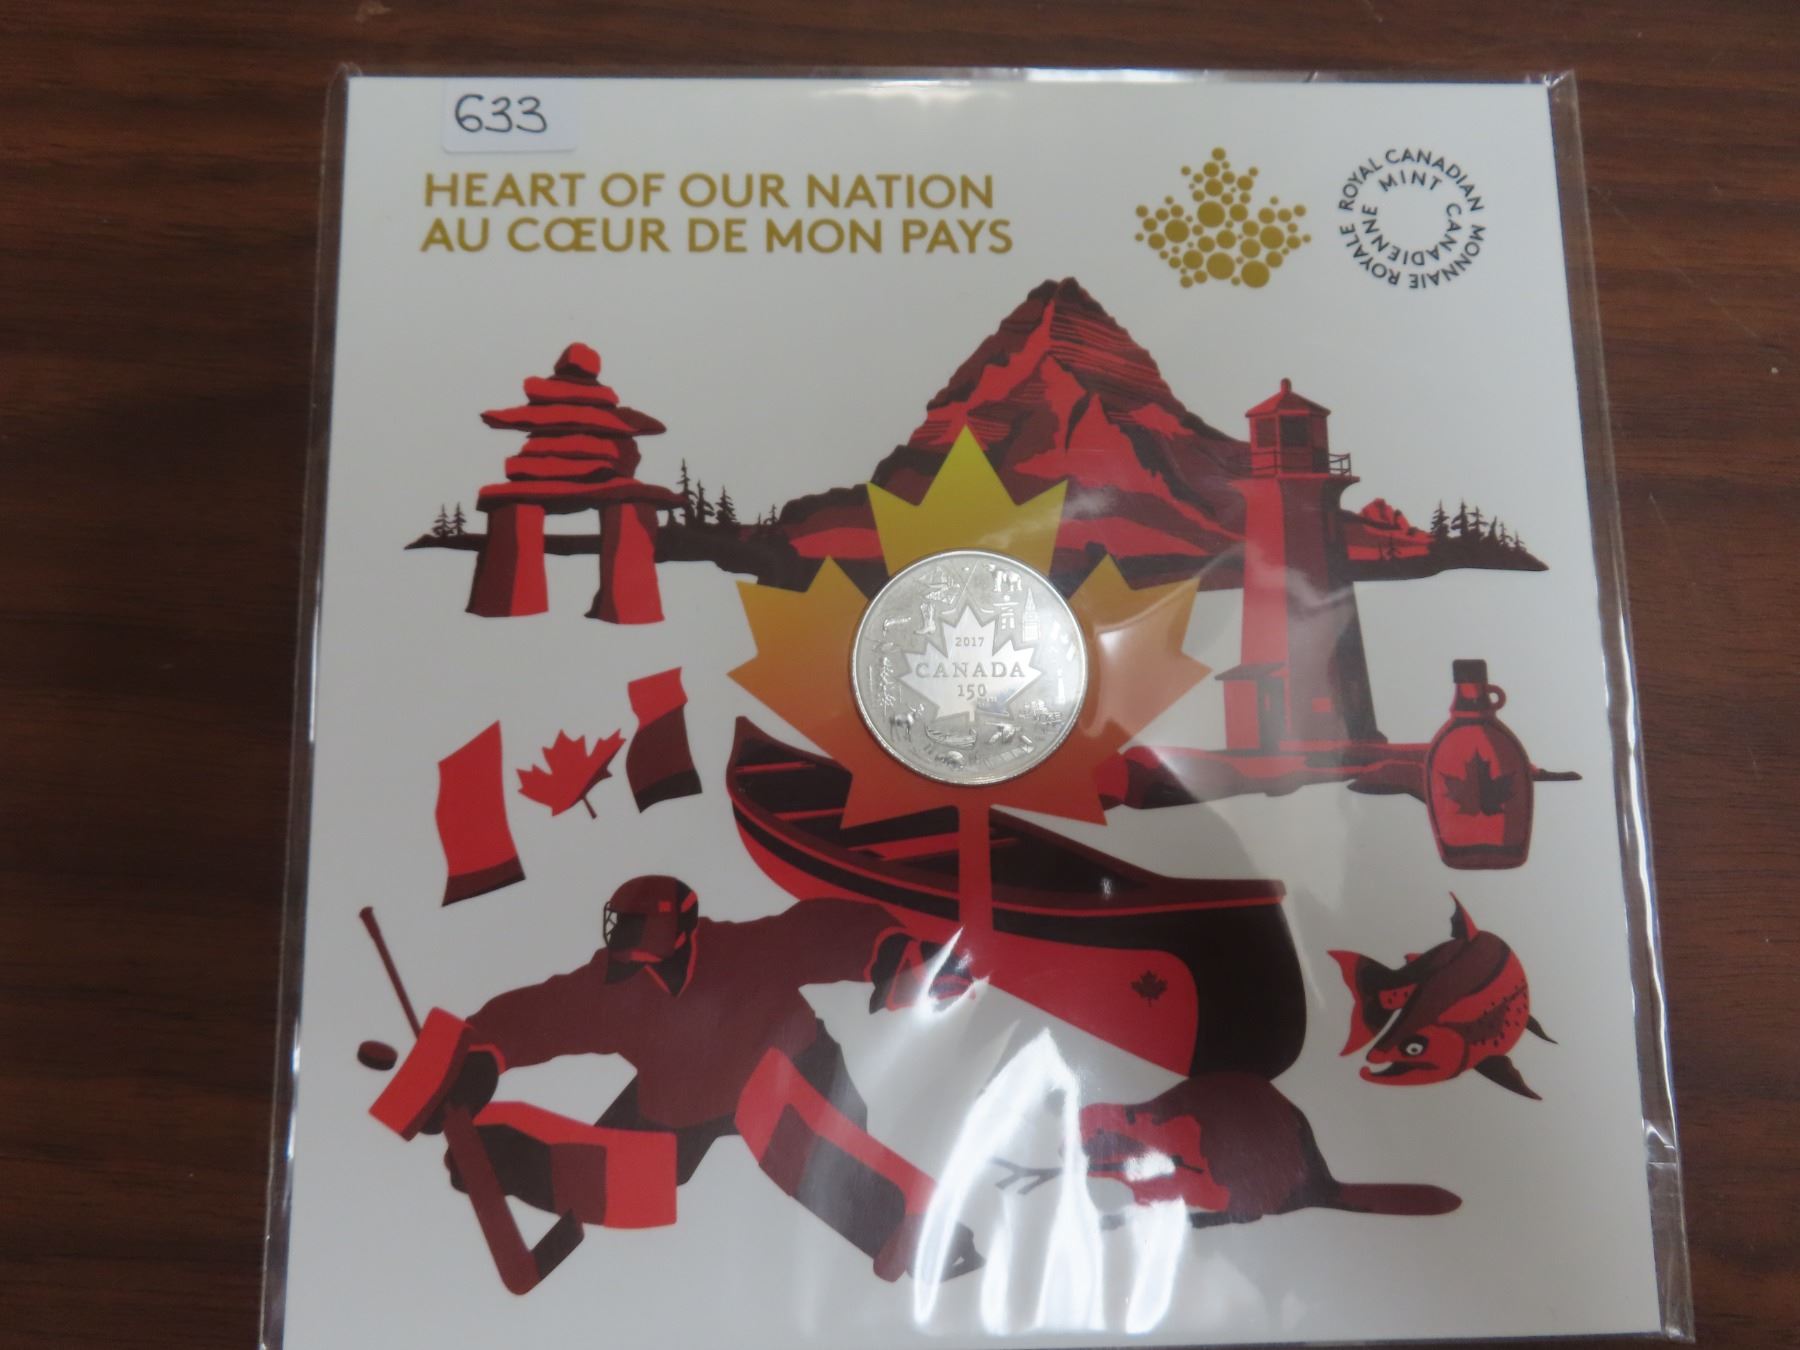 633
HEART OF OUR NATION
AU CŒUR DE MON PAYS
ROYAL CANADIAN MINT
MONNAIE ROYALE CANADIENNE
2017
CANADA
150